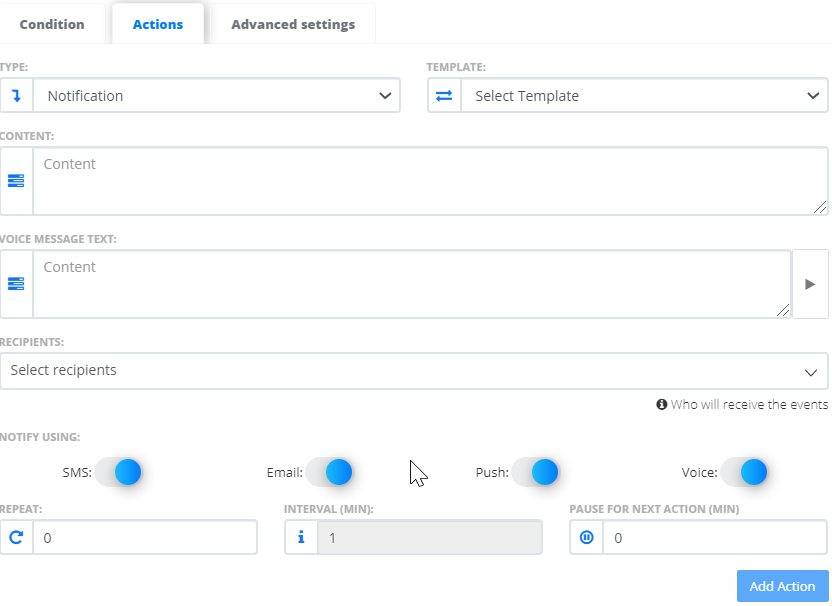 Condition Actions Advanced settings
TYPE: TEMPLATE:
Notification Select Template
CONTENT:
Content
VOICE MESSAGE TEXT:
Content
RECIPIENTS:
Select recipients
Who will receive the events
NOTIFY USING:
SMS: Email: Push: Voice:
REPEAT: INTERVAL (MIN): PAUSE FOR NEXT ACTION (MIN)
0 1 0
Add Action